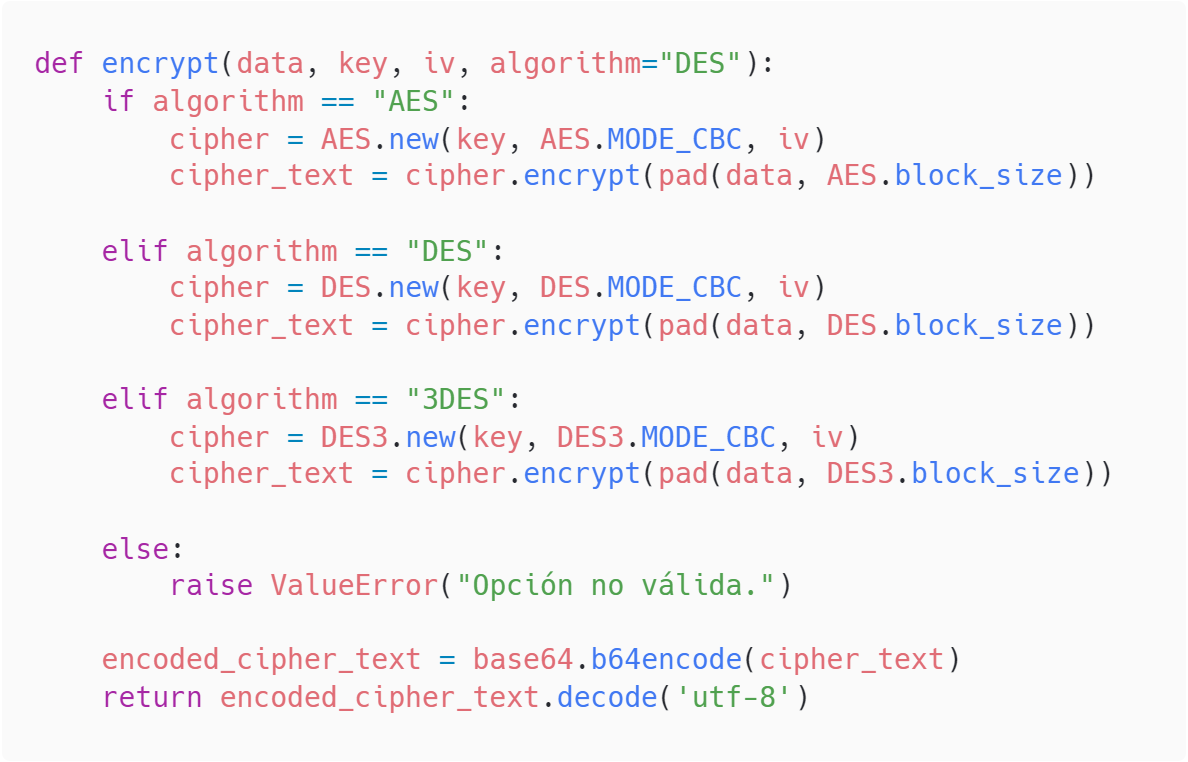 def encrypt(data, key, iv, algorithm="DES"):
    if algorithm == "AES":
        cipher = AES.new(key, AES.MODE_CBC, iv)
        cipher_text = cipher.encrypt(pad(data, AES.block_size))

    elif algorithm == "DES":
        cipher = DES.new(key, DES.MODE_CBC, iv)
        cipher_text = cipher.encrypt(pad(data, DES.block_size))

    elif algorithm == "3DES":
        cipher = DES3.new(key, DES3.MODE_CBC, iv)
        cipher_text = cipher.encrypt(pad(data, DES3.block_size))

    else:
        raise ValueError("Opción no válida.")

    encoded_cipher_text = base64.b64encode(cipher_text)
    return encoded_cipher_text.decode('utf-8')